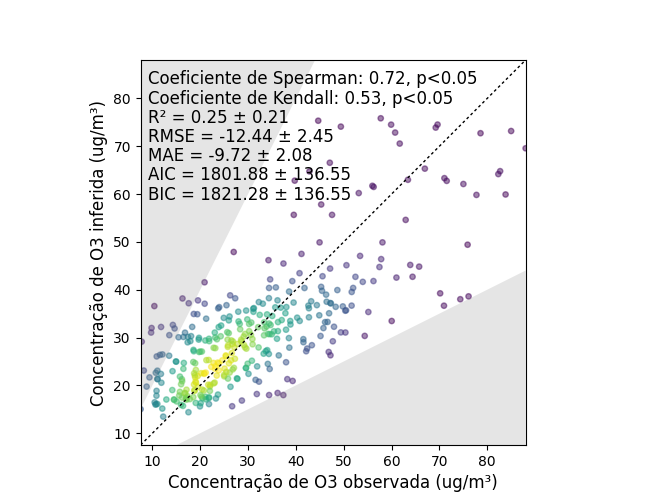 Coeficiente de Spearman: 0.72, p<0.05
Coeficiente de Kendall: 0.53, p<0.05
R² = 0.25 ± 0.21
RMSE = -12.44 ± 2.45
MAE = -9.72 ± 2.08
AIC = 1801.88 ± 136.55
BIC = 1821.28 ± 136.55
Concentração de O3 inferida (ug/m³)
80
70
60
50
40
30
20
10
10 20 30 40 50 60 70 80
Concentração de O3 observada (ug/m³)